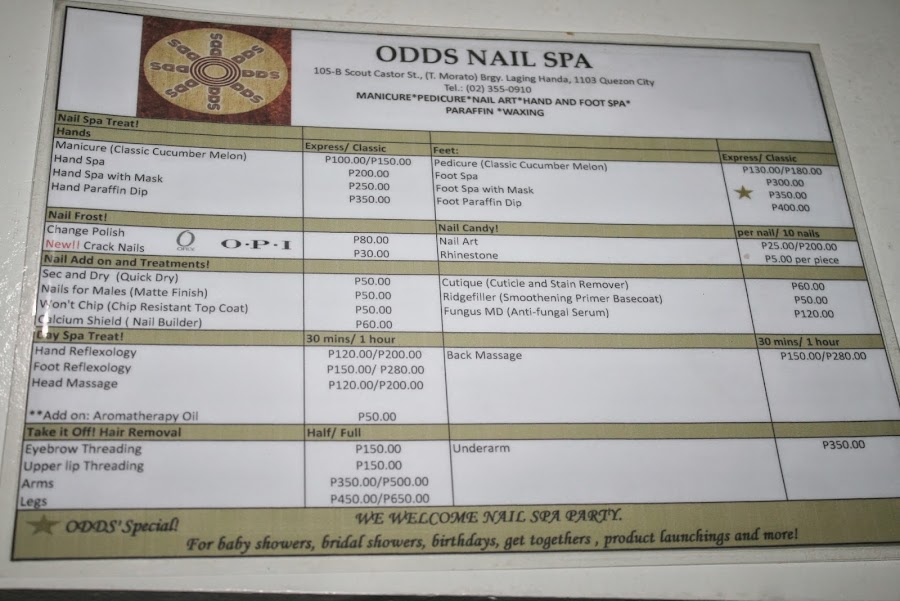 ODDS
ODDS NAIL SPA
105-B Scout Castor St., (T. Morato) Brgy. Laging Handa, 1103 Quezon City
Tel.: (02) 355-0910
MANICURE*PEDICURE*NAIL ART*HAND AND FOOT SPA*
PARAFFIN *WAXING
Nail Spa Treat!
Hands Express/ Classic Feet: Express/ Classic
Manicure (Classic Cucumber Melon) P100.00/P150.00 Pedicure (Classic Cucumber Melon) P130.00/P180.00
Hand Spa P200.00 Foot Spa P300.00
Hand Spa with Mask P250.00 Foot Spa with Mask P350.00
Hand Paraffin Dip P350.00 Foot Paraffin Dip P400.00
Nail Frost! Nail Candy! per nail/ 10 nails
Change Polish P80.00 Nail Art P25.00/P200.00
New!! Crack Nails O·P·I P30.00 Rhinestone P5.00 per piece
Nail Add on and Treatments!
Sec and Dry (Quick Dry) P50.00 Cutique (Cuticle and Stain Remover) P60.00
Nails for Males (Matte Finish) P50.00 Ridgefiller (Smoothening Primer Basecoat) P50.00
Won't Chip (Chip Resistant Top Coat) P50.00 Fungus MD (Anti-fungal Serum) P120.00
Calcium Shield ( Nail Builder) P60.00
Day Spa Treat! 30 mins/ 1 hour 30 mins/ 1 hour
Hand Reflexology P120.00/P200.00 Back Massage P150.00/P280.00
Foot Reflexology P150.00/ P280.00
Head Massage P120.00/P200.00
**Add on: Aromatherapy Oil P50.00
Take it Off! Hair Removal Half/ Full
Eyebrow Threading P150.00 Underarm P350.00
Upper lip Threading P150.00
Arms P350.00/P500.00
Legs P450.00/P650.00
ODDS' Special! WE WELCOME NAIL SPA PARTY.
For baby showers, bridal showers, birthdays, get togethers , product launchings and more!